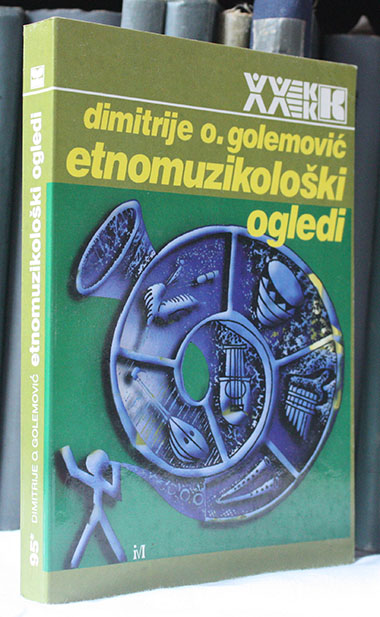 XX VEK
dimitrije o. golemović
etnomuzikološki
ogledi
95* DIMITRIJE O. GOLEMOVIĆ etnomuzikološki ogledi